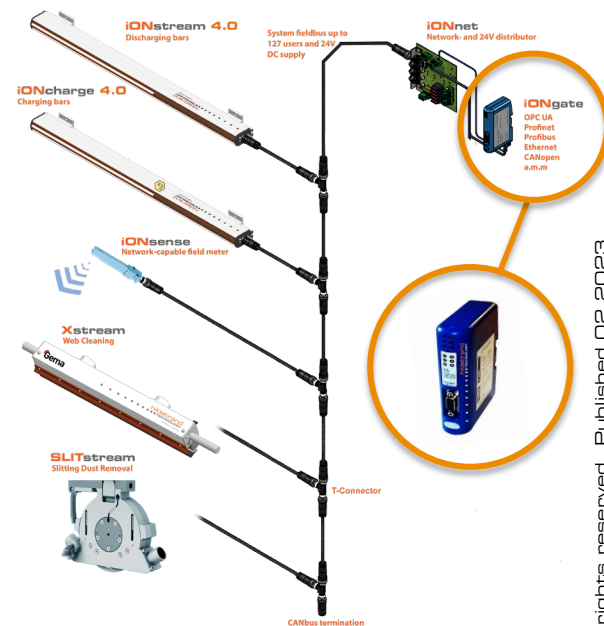 iONstream 4.0
Discharging bars
System fieldbus up to
127 users and 24V
DC supply
iONnet
Network- and 24V distributor
iONcharge 4.0
Charging bars
iONgate
OPC UA
Profinet
Profibus
Ethernet
CANopen
a.m.m
iONsense
Network-capable field meter
Xstream
Web Cleaning
Gema
SLITstream
Slitting Dust Removal
T-Connector
CANbus termination
rights reserved. Published 02 2023